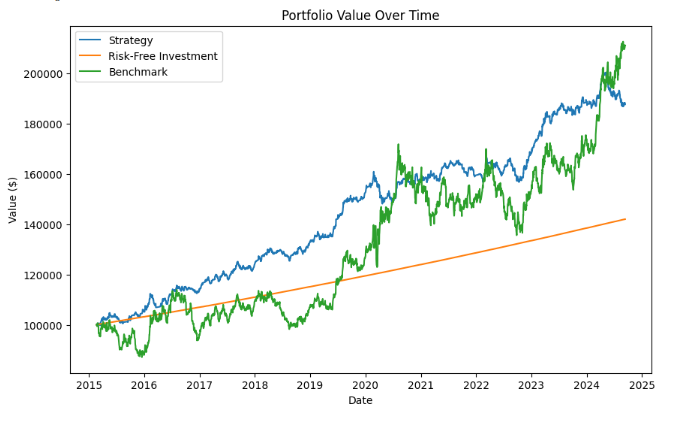 Portfolio Value Over Time
Strategy
Risk-Free Investment
Benchmark
Value ($)
200000
180000
160000
140000
120000
100000
2015 2016 2017 2018 2019 2020 2021 2022 2023 2024 2025
Date